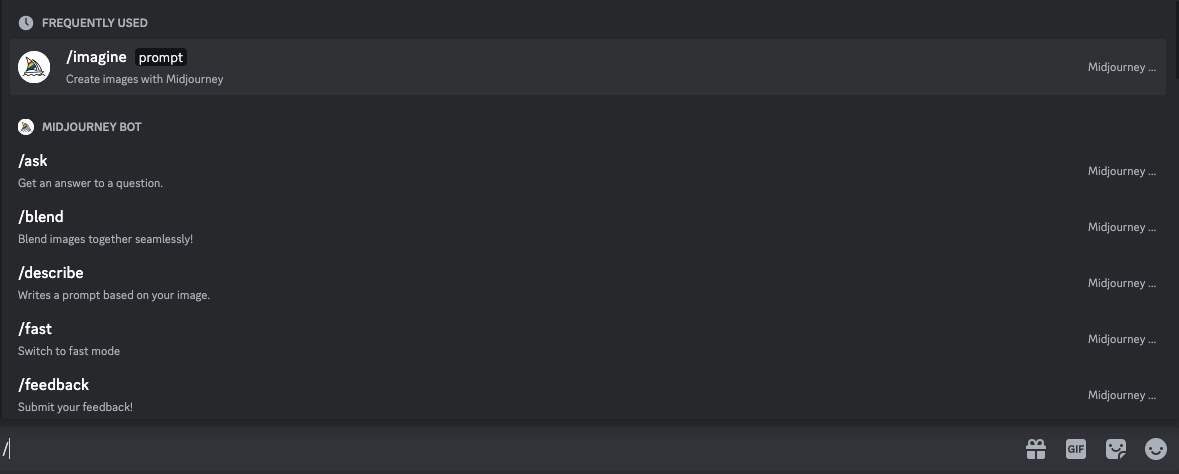 FREQUENTLY USED
/imagine prompt
Create images with Midjourney
Midjourney ...
MIDJOURNEY BOT
/ask
Get an answer to a question.
Midjourney ...
/blend
Blend images together seamlessly!
Midjourney ...
/describe
Writes a prompt based on your image.
Midjourney ...
/fast
Switch to fast mode
Midjourney ...
/feedback
Submit your feedback!
Midjourney ...
/
GIF